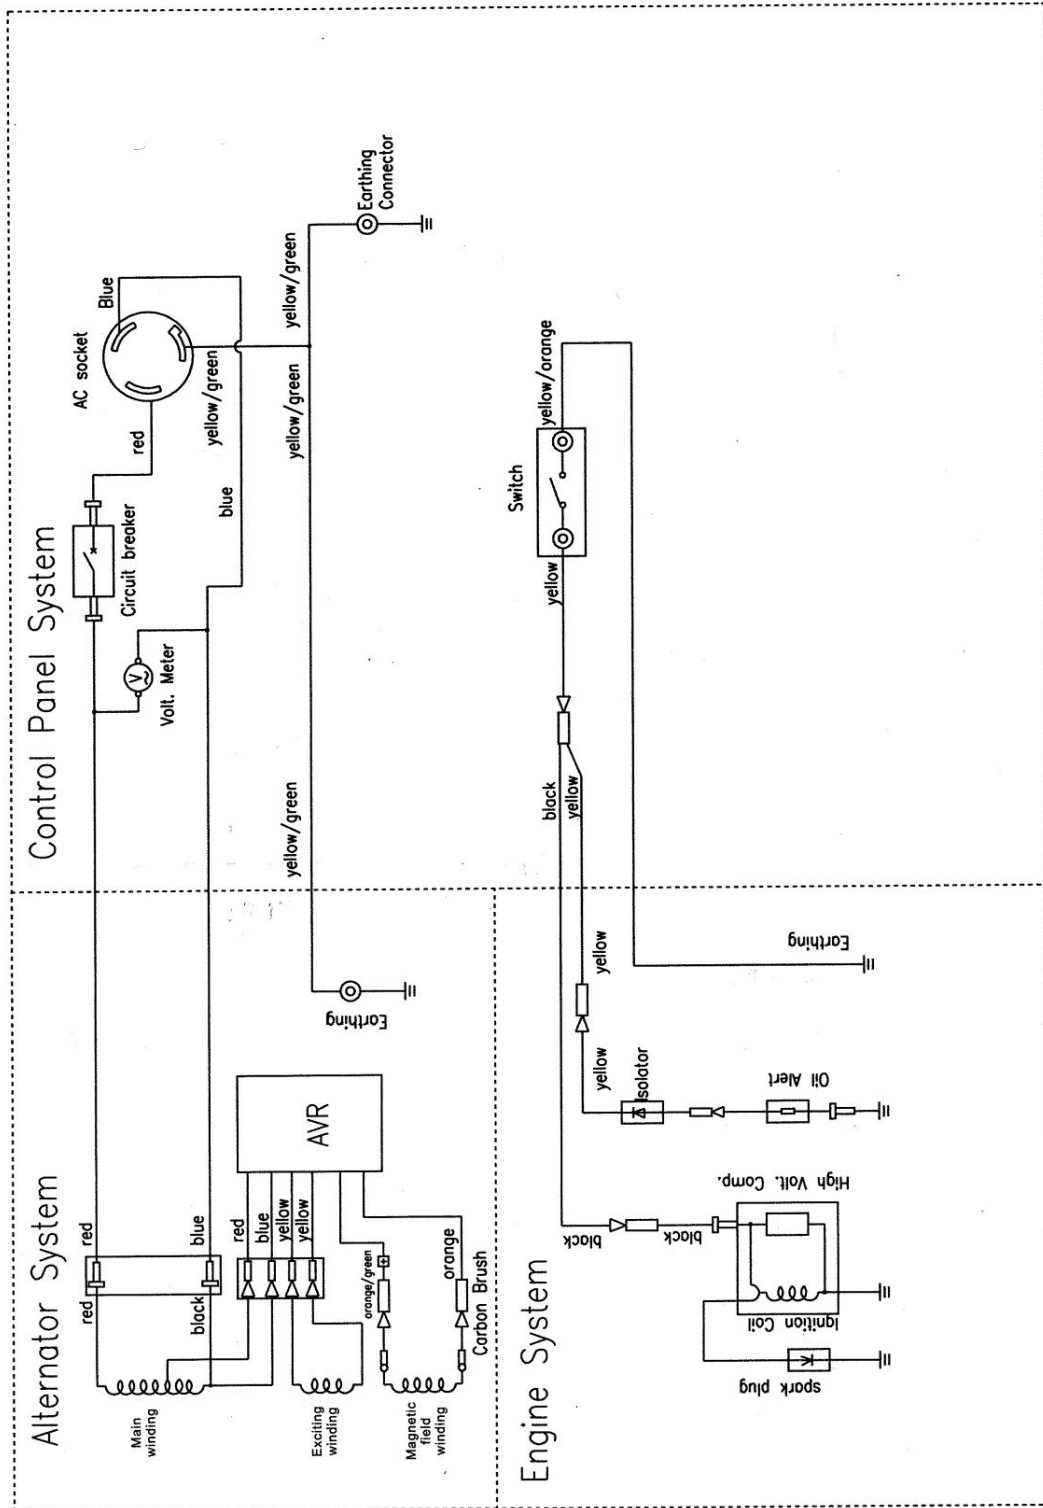 Control Panel System
AC socket
Blue
red
Circuit breaker
yellow/green
blue
Volt. Meter
V
yellow/green
yellow/green
Earthing
Connector
yellow/green
Switch
yellow/orange
yellow
black
yellow
Alternator System
red
red
blue
black
Main
winding
red
blue
yellow
yellow
AVR
Exciting
winding
orange/green
orange
Carbon Brush
Magnetic
field
winding
Earthing
Engine System
yellow
yellow
Isolator
Oil Alert
Earthing
black
black
High Volt. Comp.
Ignition Coil
spark plug